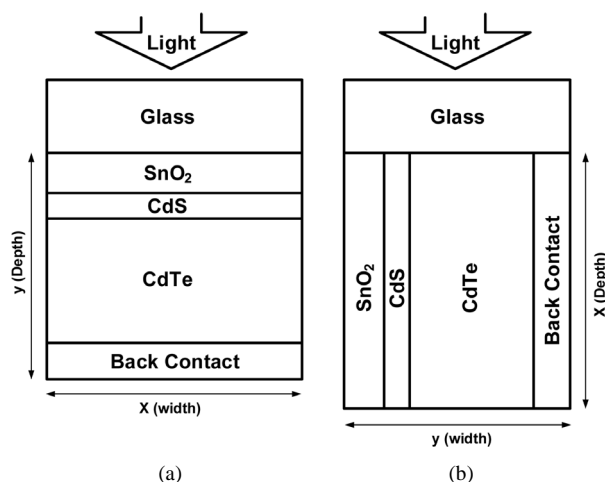 Light
Glass
SnO2
CdS
CdTe
Back Contact
y (Depth)
X (width)
(a)
Light
Glass
SnO2
CdS
CdTe
Back Contact
X (Depth)
y (width)
(b)